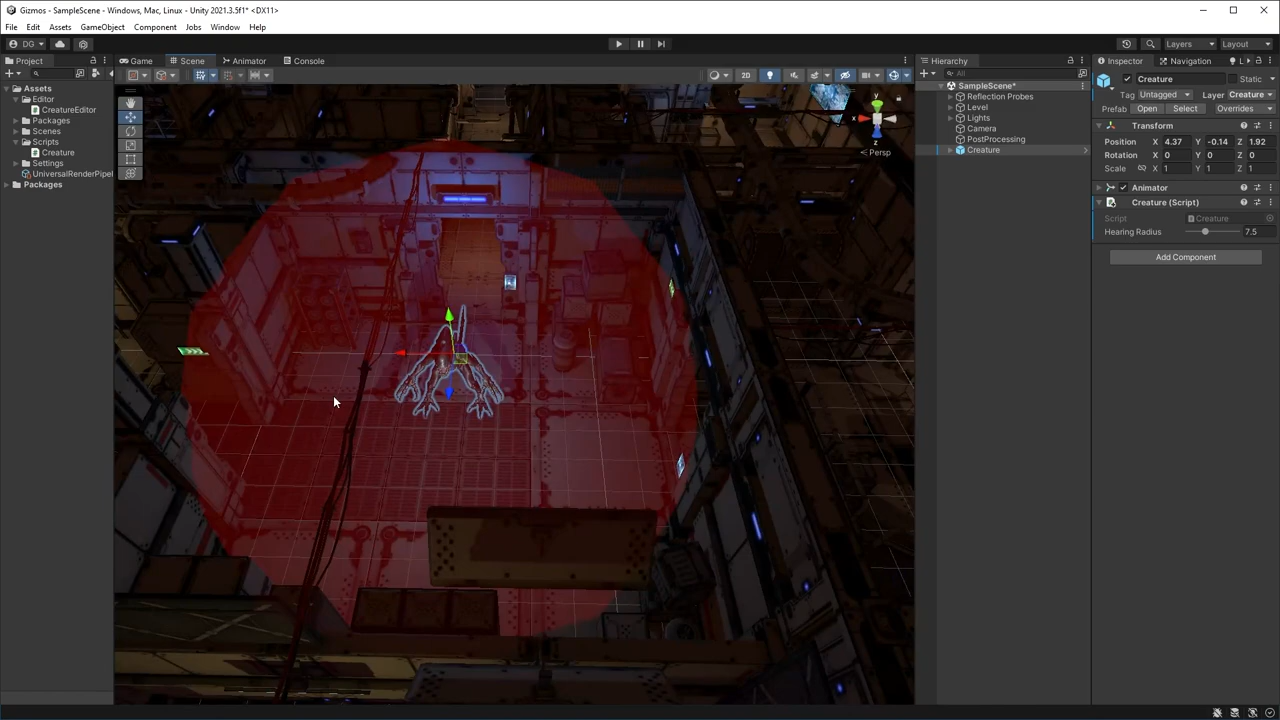 Gizmos - SampleScene - Windows, Mac, Linux - Unity 2021.3.5f1* <DX11>
File Edit Assets GameObject Component Jobs Window Help
DG Layers Layout
Project
Assets
Editor
CreatureEditor
Packages
Scenes
Scripts
Creature
Settings
UniversalRenderPipel
Packages
Game Scene Animator Console
2D
y
x
z
Persp
Hierarchy
All
SampleScene*
Reflection Probes
Level
Lights
Camera
PostProcessing
Creature
Inspector Navigation L
Creature Static
Tag Untagged Layer Creature
Prefab Open Select Overrides
Transform
Position X 4.37 Y -0.14 Z 1.92
Rotation X 0 Y 0 Z 0
Scale X 1 Y 1 Z 1
Animator
Creature (Script)
Script Creature
Hearing Radius 7.5
Add Component